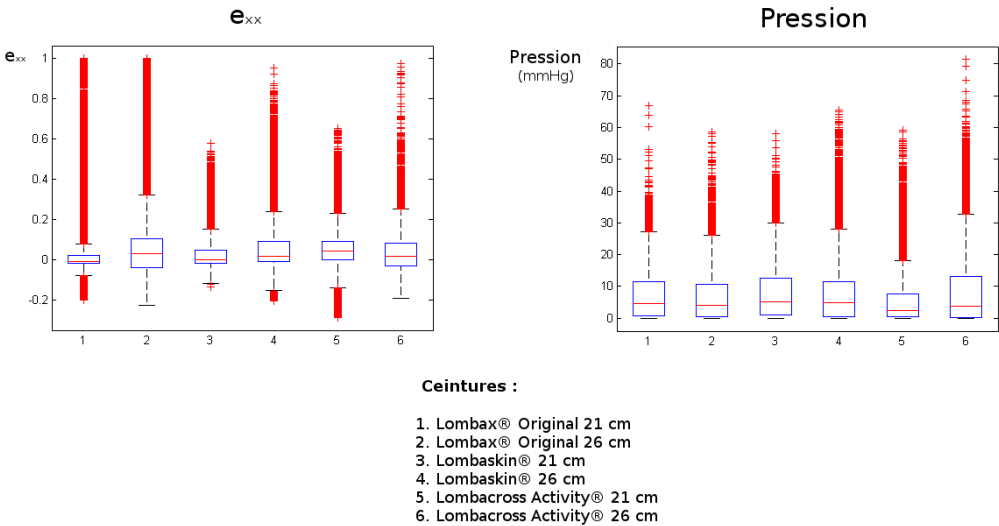 exx
Pression
exx
1
0.8
0.6
0.4
0.2
0
-0.2
1 2 3 4 5 6
Pression
(mmHg)
80
70
60
50
40
30
20
10
0
1 2 3 4 5 6
Ceintures :
1. Lombax® Original 21 cm
2. Lombax® Original 26 cm
3. Lombaskin® 21 cm
4. Lombaskin® 26 cm
5. Lombacross Activity® 21 cm
6. Lombacross Activity® 26 cm